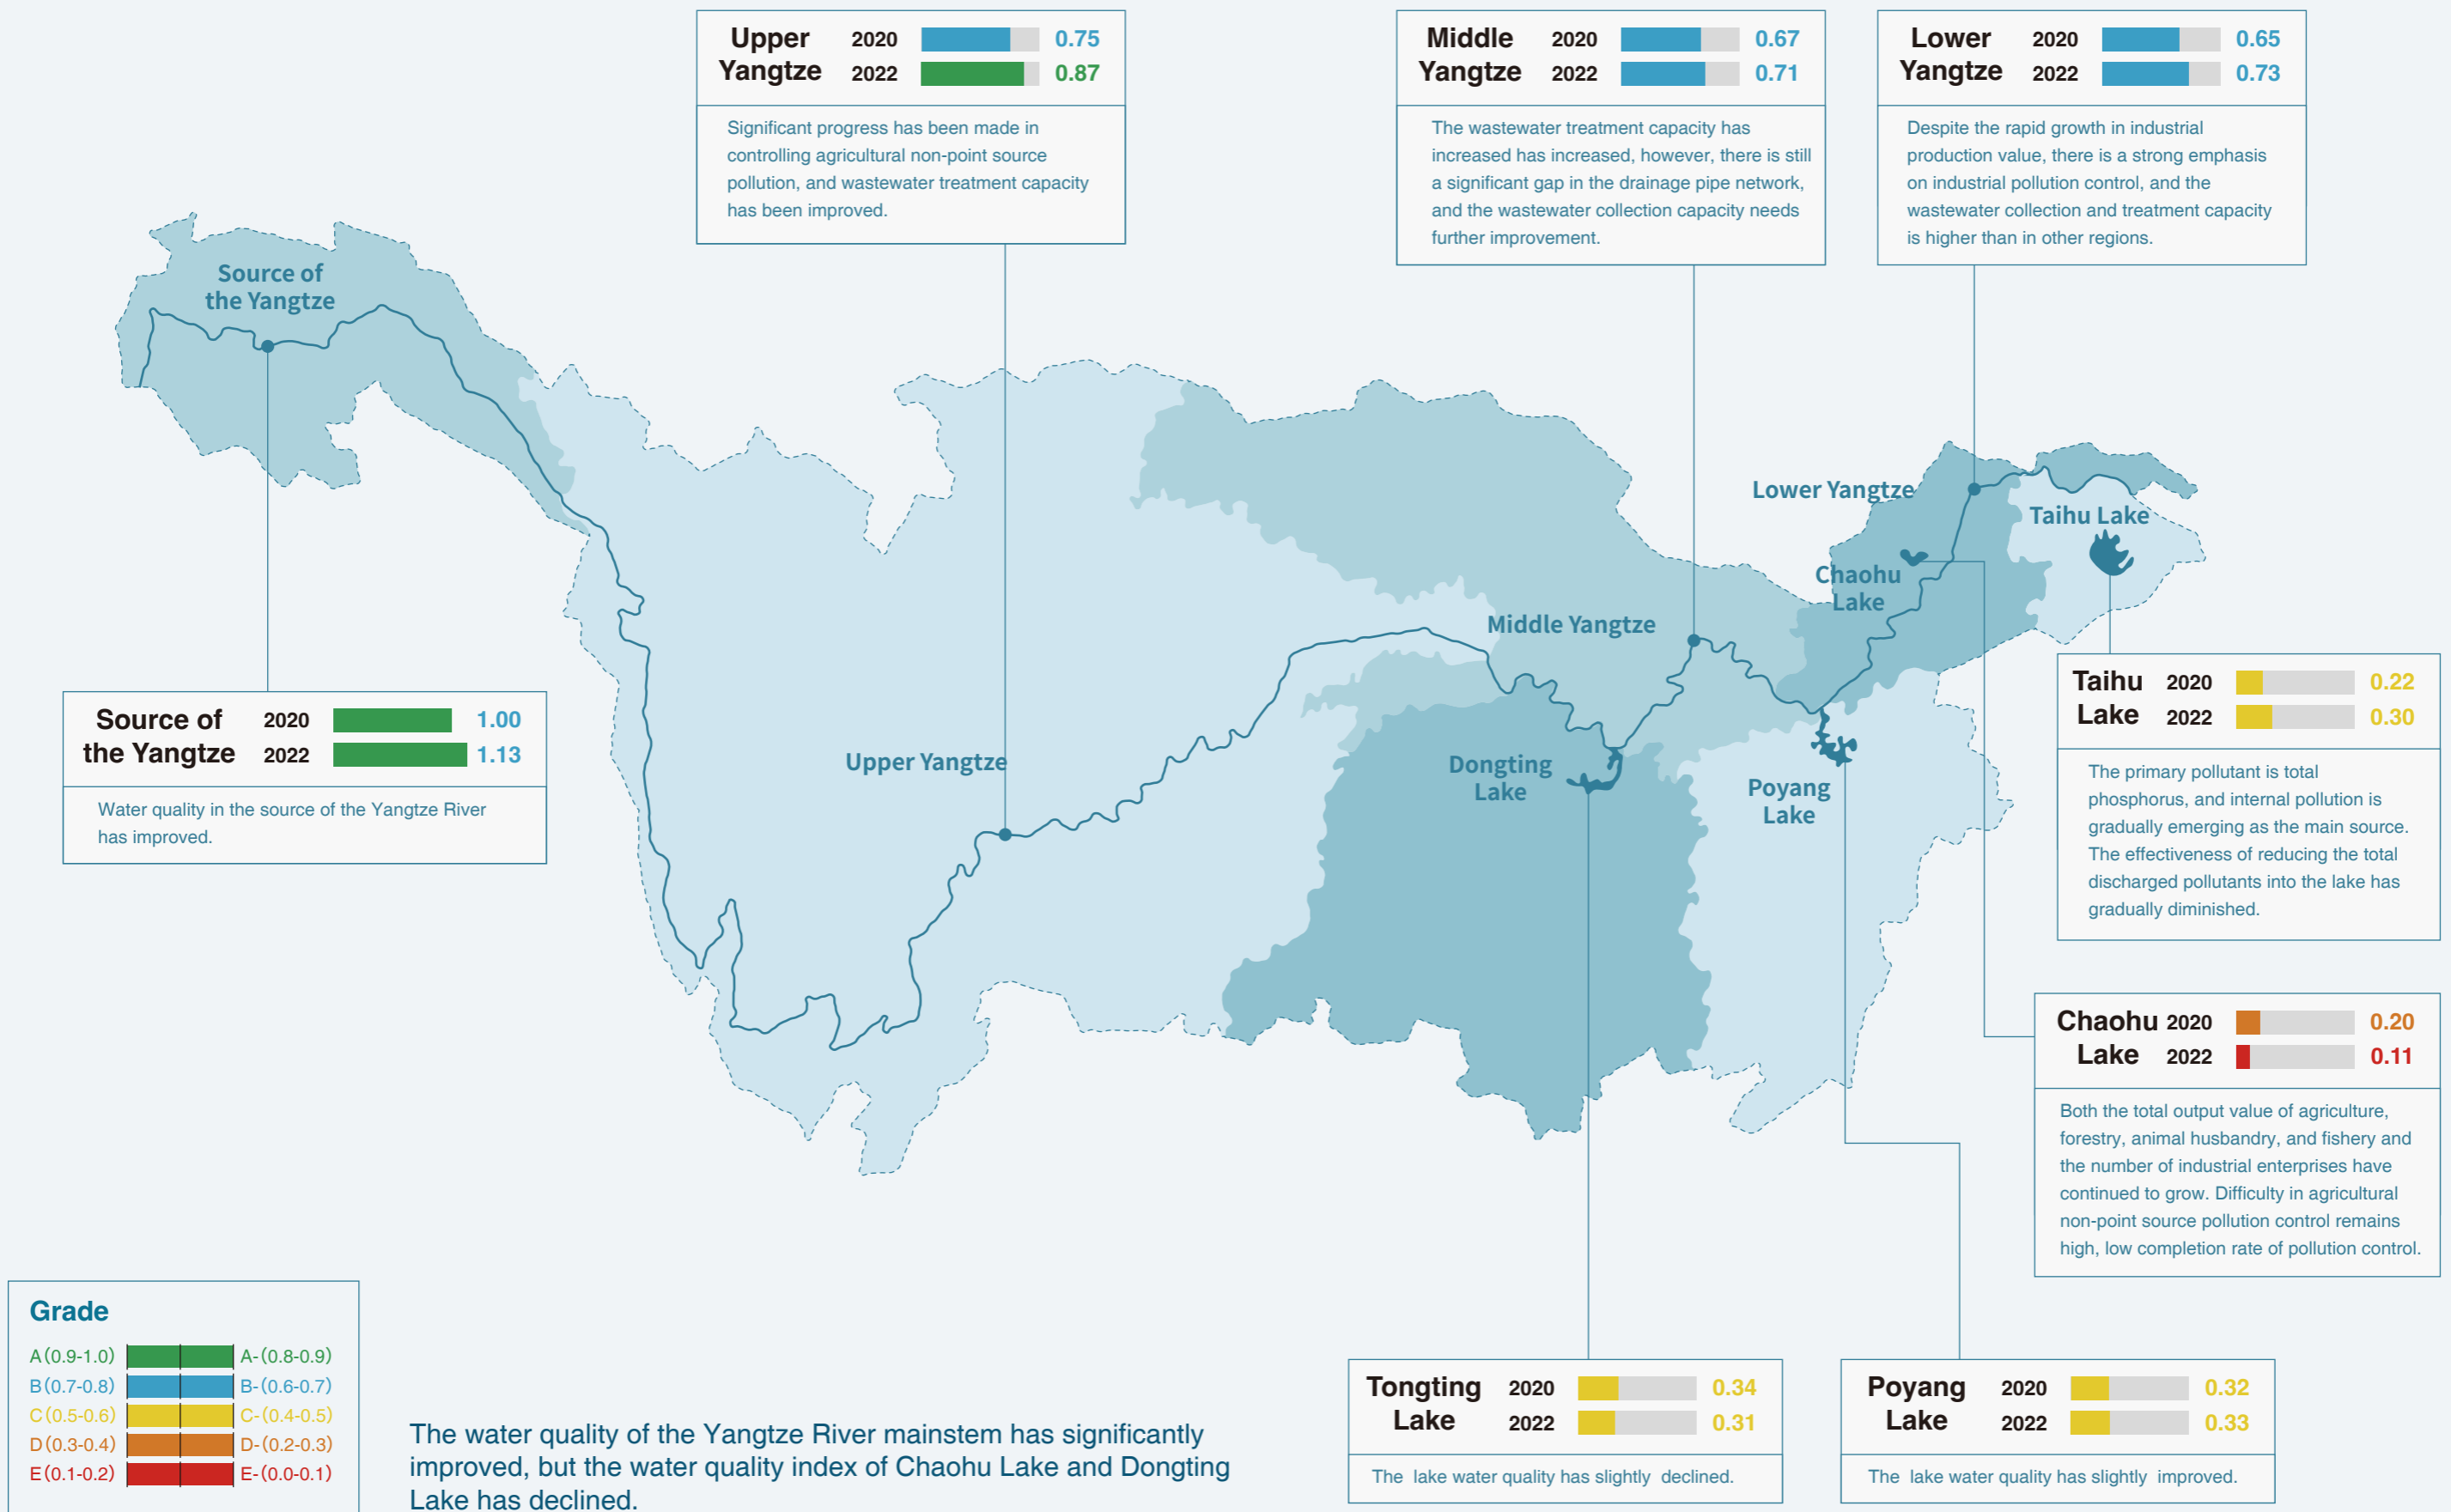 Upper
Yangtze
2020 0.75
2022 0.87
Significant progress has been made in
controlling agricultural non-point source
pollution, and wastewater treatment capacity
has been improved.
Middle
Yangtze
2020 0.67
2022 0.71
The wastewater treatment capacity has
increased has increased, however, there is still
a significant gap in the drainage pipe network,
and the wastewater collection capacity needs
further improvement.
Lower
Yangtze
2020 0.65
2022 0.73
Despite the rapid growth in industrial
production value, there is a strong emphasis
on industrial pollution control, and the
wastewater collection and treatment capacity
is higher than in other regions.
Source of
the Yangtze
Lower Yangtze
Taihu Lake
Chaohu
Lake
Middle Yangtze
Upper Yangtze
Dongting
Lake
Poyang
Lake
Source of
the Yangtze
2020 1.00
2022 1.13
Water quality in the source of the Yangtze River
has improved.
Taihu
Lake
2020 0.22
2022 0.30
The primary pollutant is total
phosphorus, and internal pollution is
gradually emerging as the main source.
The effectiveness of reducing the total
discharged pollutants into the lake has
gradually diminished.
Chaohu
Lake
2020 0.20
2022 0.11
Both the total output value of agriculture,
forestry, animal husbandry, and fishery and
the number of industrial enterprises have
continued to grow. Difficulty in agricultural
non-point source pollution control remains
high, low completion rate of pollution control.
Grade
A(0.9-1.0) A-(0.8-0.9)
B(0.7-0.8) B-(0.6-0.7)
C(0.5-0.6) C-(0.4-0.5)
D(0.3-0.4) D-(0.2-0.3)
E(0.1-0.2) E-(0.0-0.1)
The water quality of the Yangtze River mainstem has significantly
improved, but the water quality index of Chaohu Lake and Dongting
Lake has declined.
Tongting
Lake
2020 0.34
2022 0.31
The lake water quality has slightly declined.
Poyang
Lake
2020 0.32
2022 0.33
The lake water quality has slightly improved.